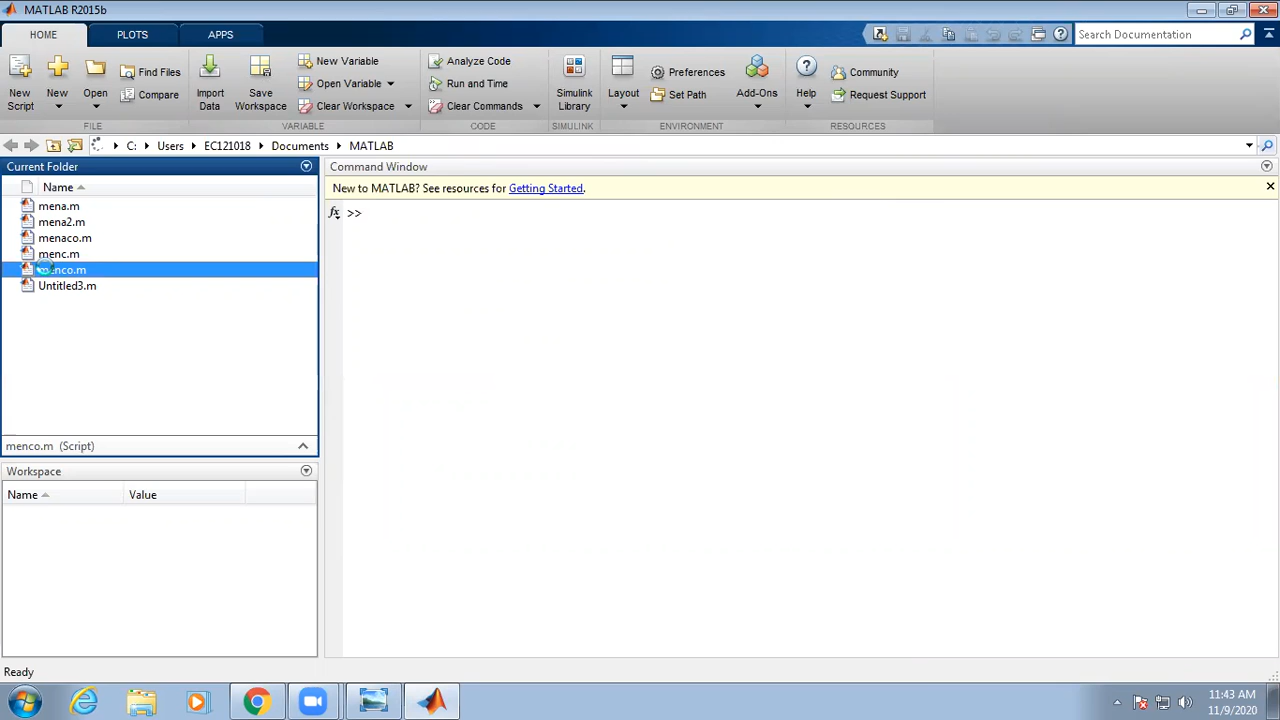 MATLAB R2015b
HOME
PLOTS
APPS
Search Documentation
New Script
New
Open
Find Files
Compare
Import Data
Save Workspace
New Variable
Open Variable
Clear Workspace
Analyze Code
Run and Time
Clear Commands
Simulink Library
Layout
Preferences
Set Path
Add-Ons
Help
Community
Request Support
FILE
VARIABLE
CODE
SIMULINK
ENVIRONMENT
RESOURCES
C: Users EC121018 Documents MATLAB
Current Folder
Name
mena.m
mena2.m
menaco.m
menc.m
menco.m
Untitled3.m
menco.m (Script)
Workspace
Name
Value
Command Window
New to MATLAB? See resources for Getting Started.
fx >>
Ready
11:43 AM
11/9/2020